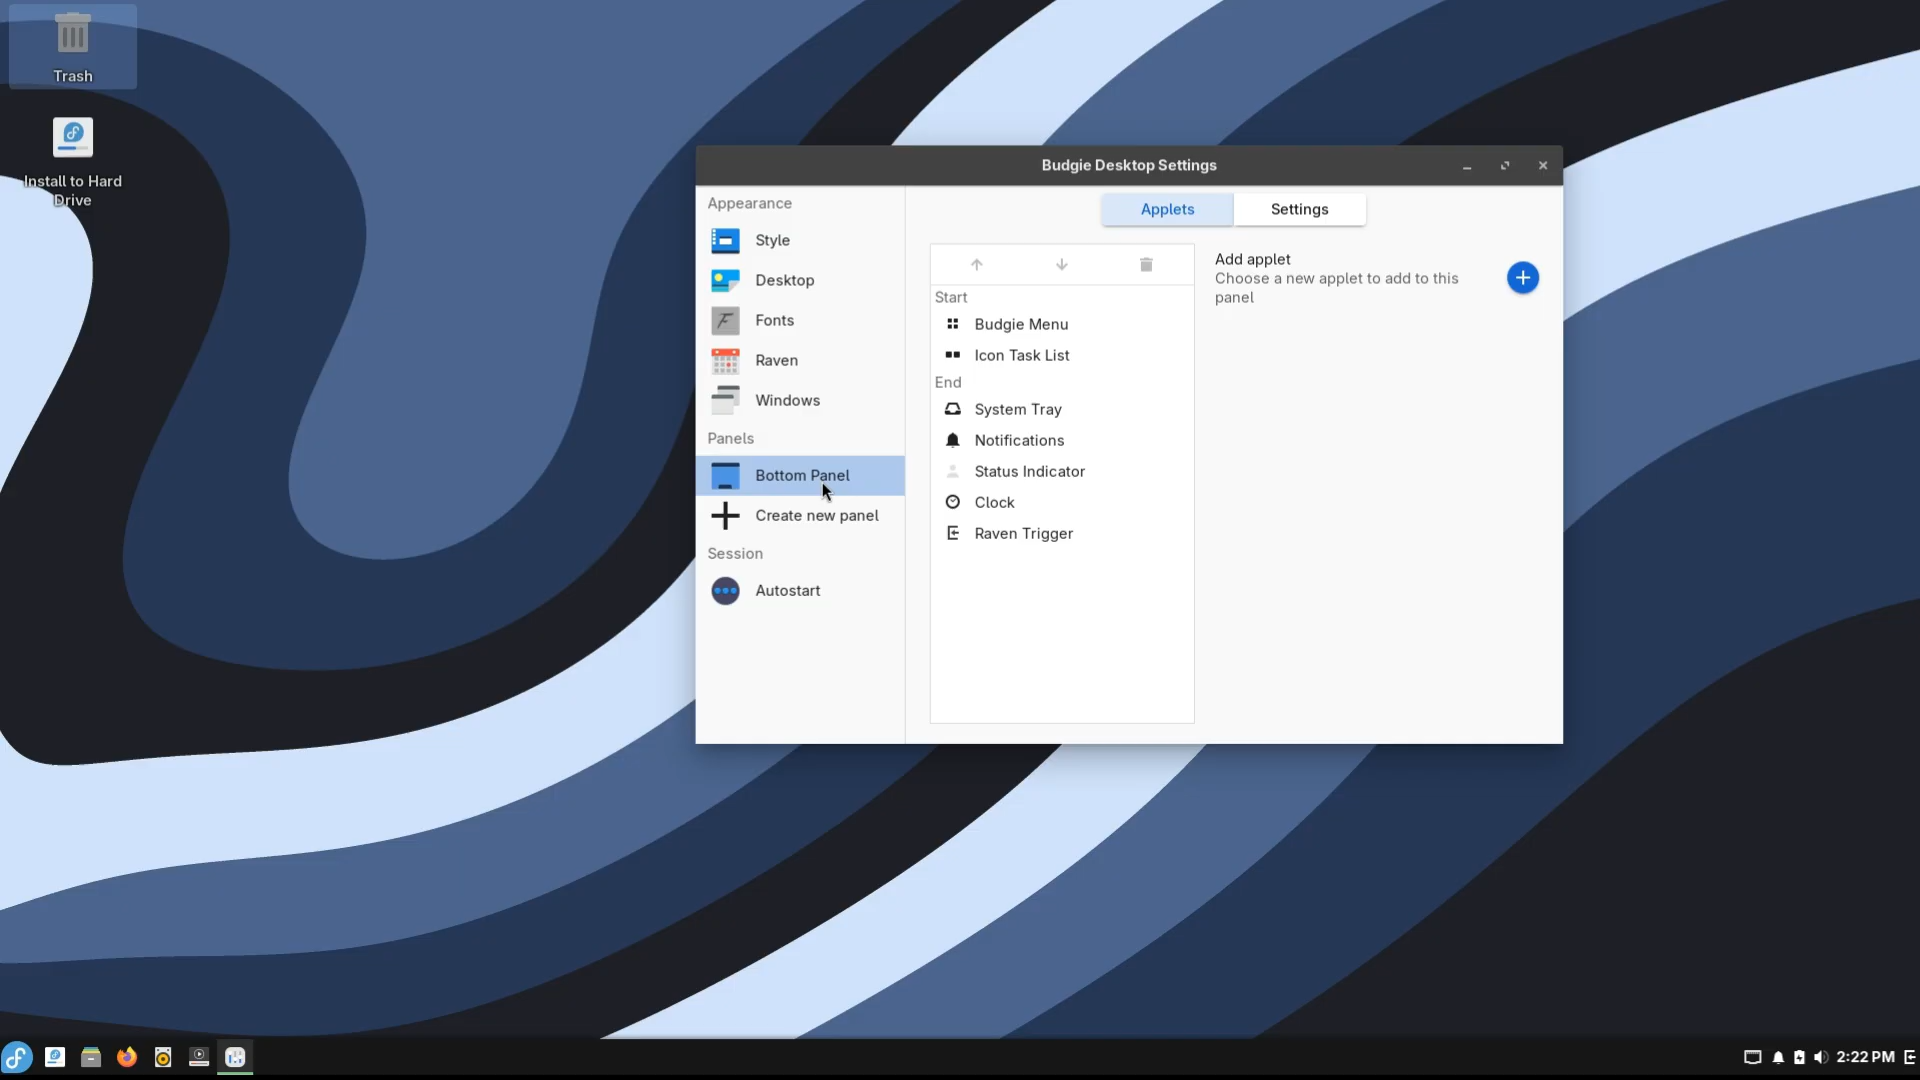 Trash
Install to Hard
Drive
Budgie Desktop Settings
Appearance
Style
Desktop
Fonts
Raven
Windows
Panels
Bottom Panel
Create new panel
Session
Autostart
Applets
Settings
Start
Budgie Menu
Icon Task List
End
System Tray
Notifications
Status Indicator
Clock
Raven Trigger
Add applet
Choose a new applet to add to this
panel
2:22 PM